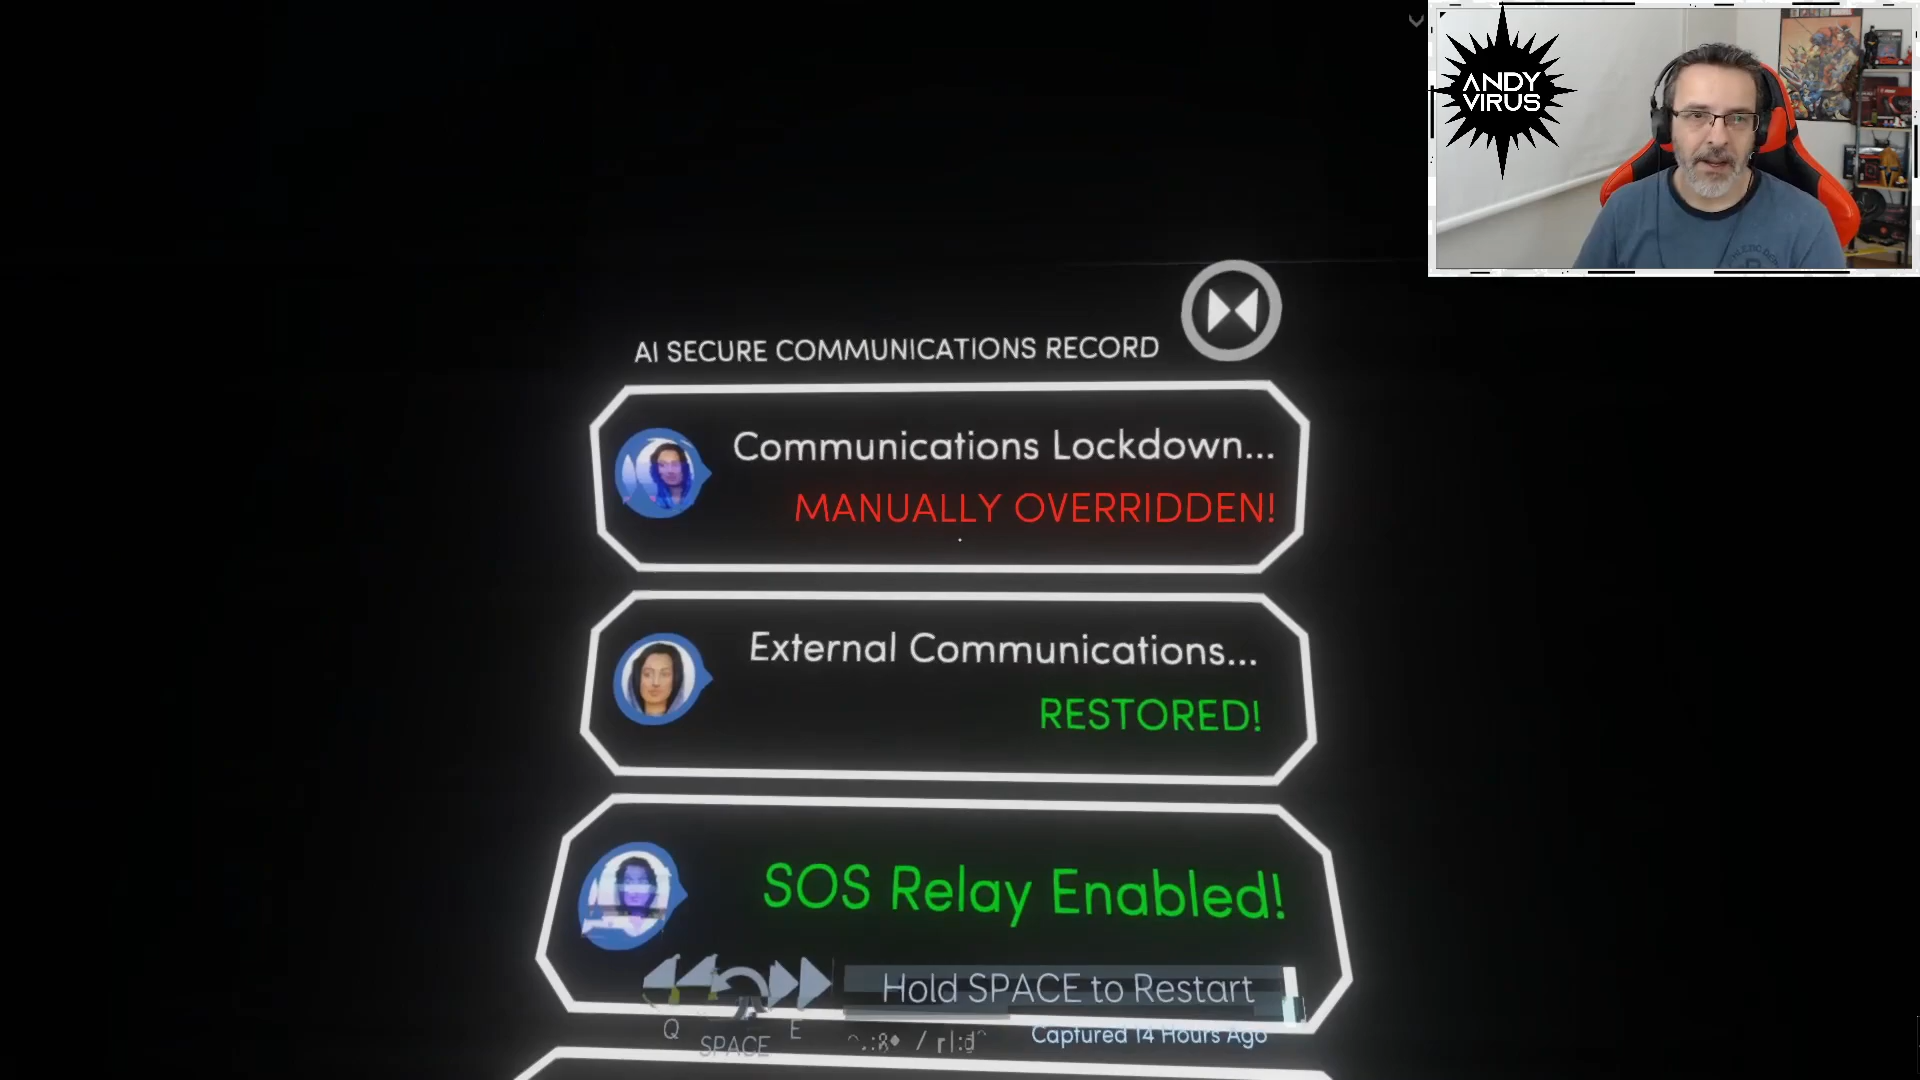 ANDY
VIRUS
AI SECURE COMMUNICATIONS RECORD
Communications Lockdown...
MANUALLY OVERRIDDEN!
External Communications...
RESTORED!
SOS Relay Enabled!
Hold SPACE to Restart
Q
SPACE
E
Captured 14 Hours Ago